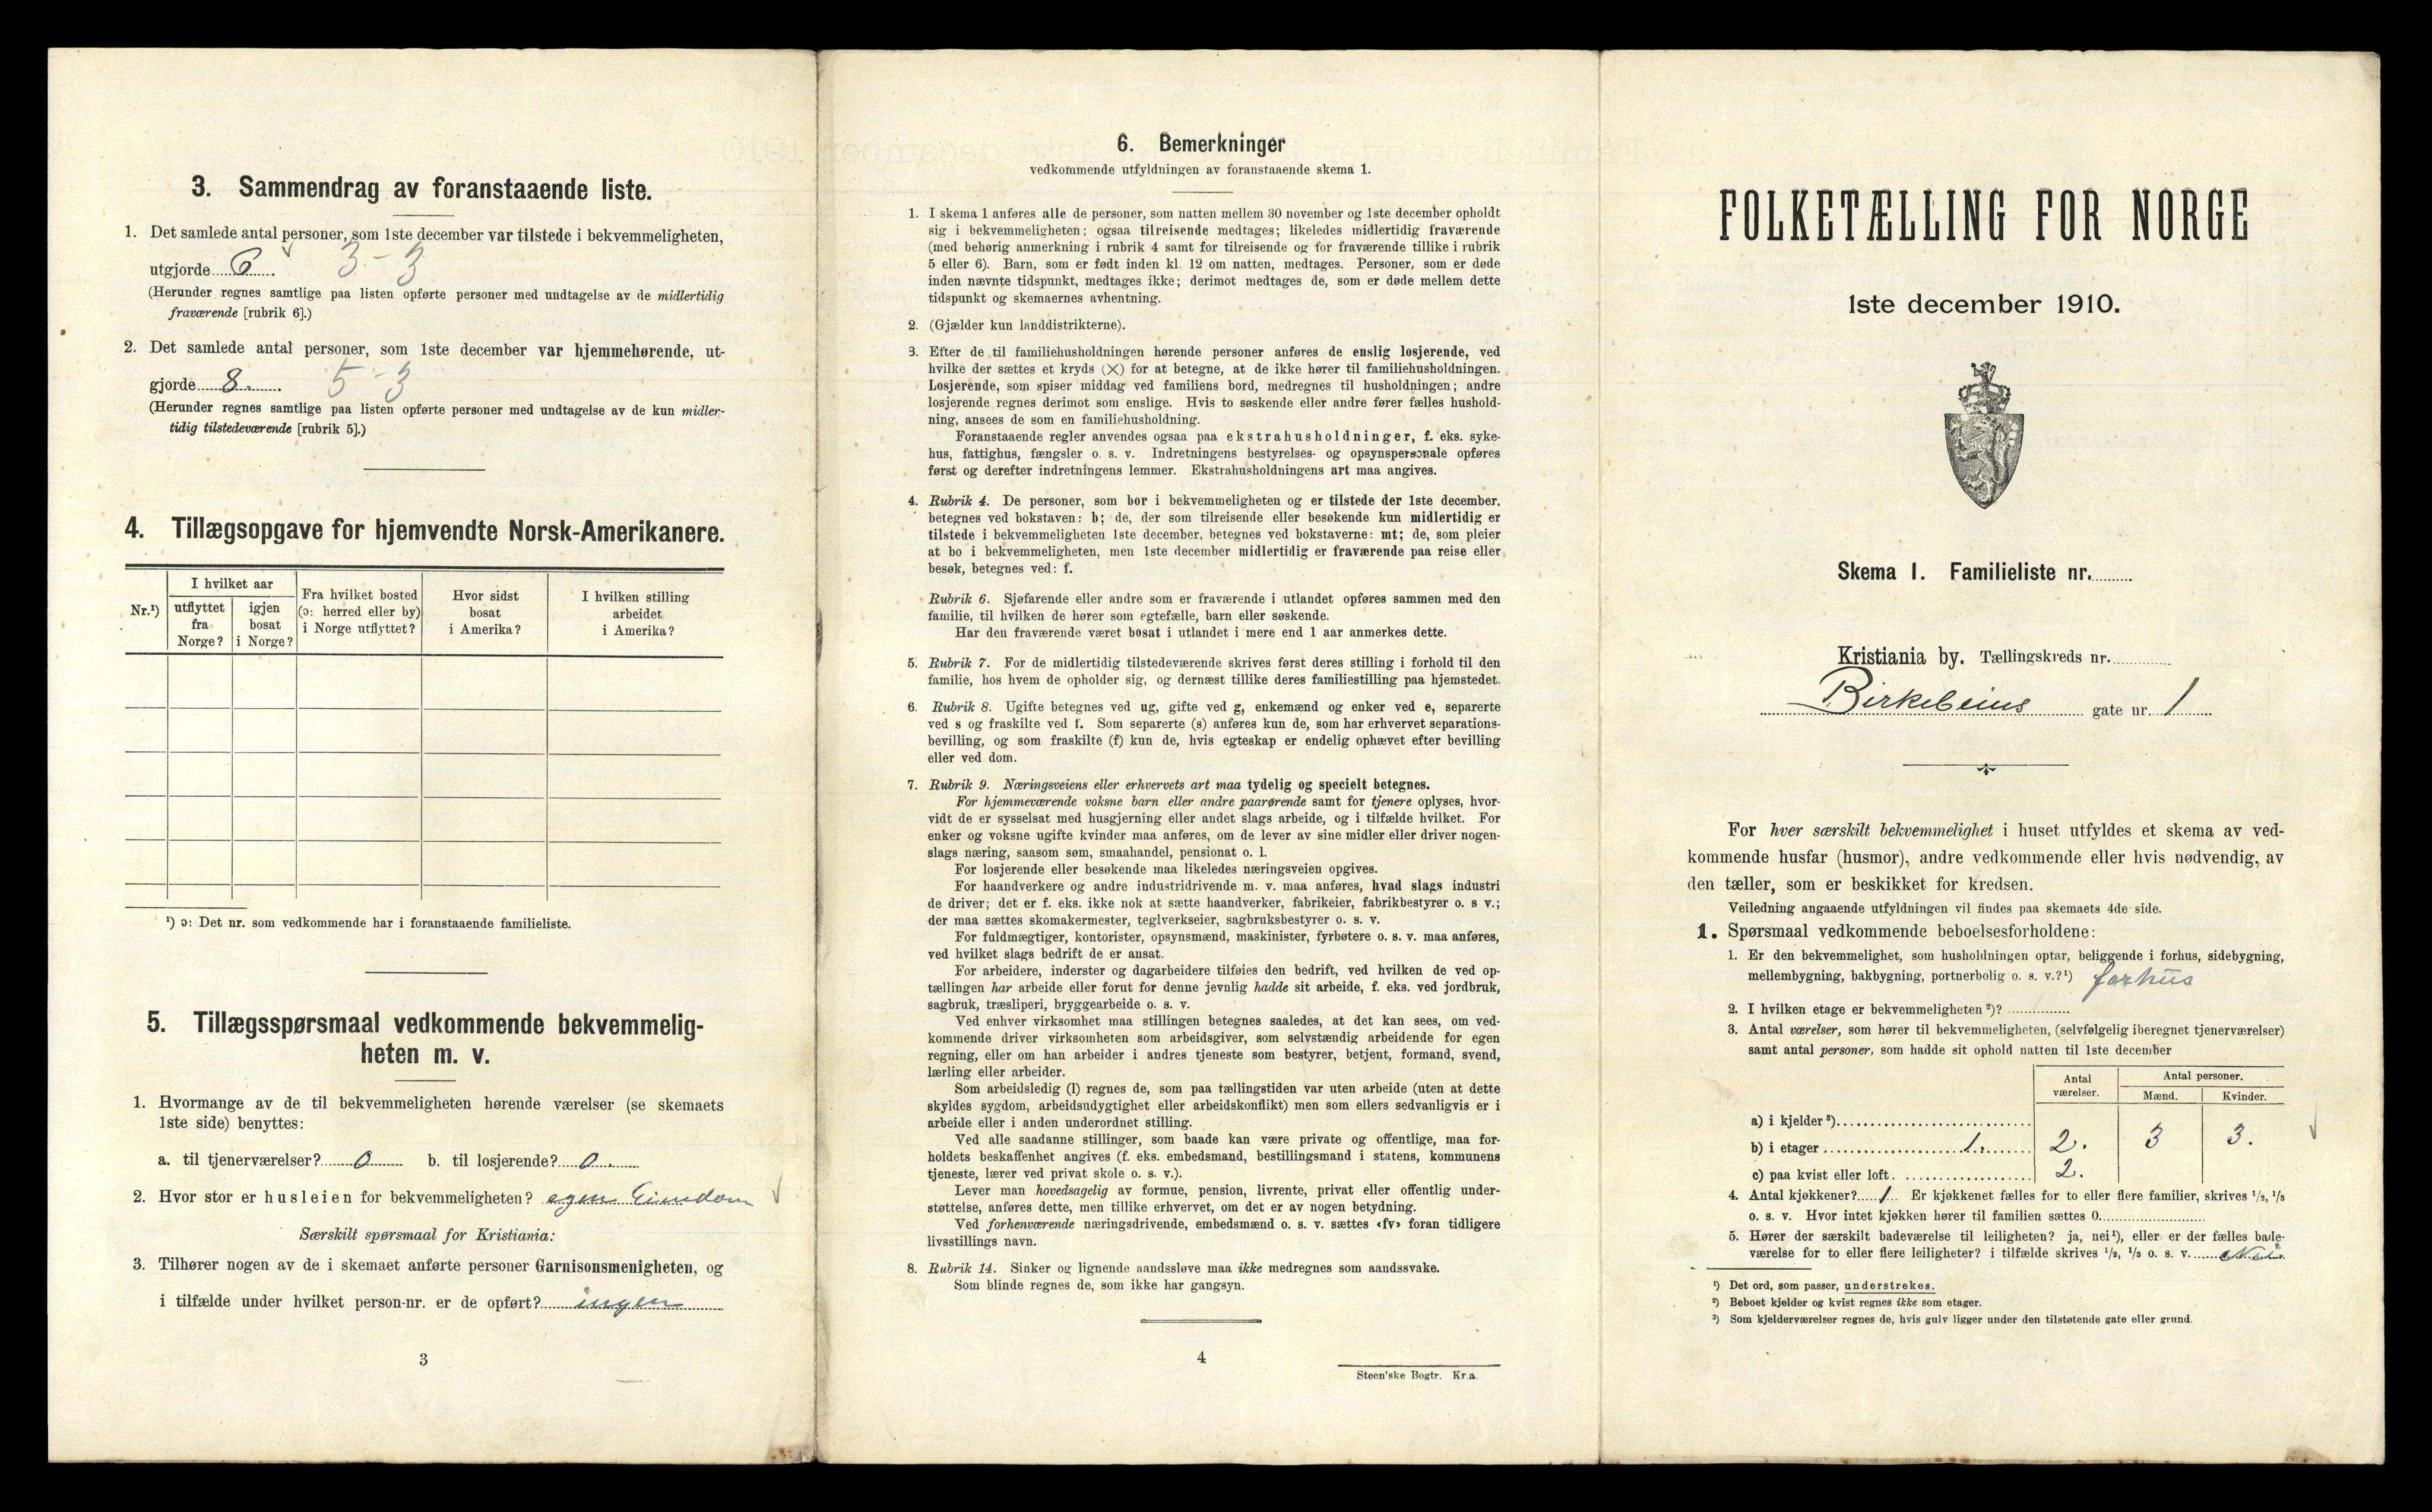 3. Sammendrag av foranstaaende liste.
1. Det samlede antal personer, som 1ste december var tilstede i bekvemmeligheten,
utgjorde 6. 3 - 3
(Herunder regnes samtlige paa listen opførte personer med undtagelse av de midlertidig
fraværende [rubrik 6].)
2. Det samlede antal personer, som 1ste december var hjemmehørende, ut-
gjorde 8. 5 - 3
(Herunder regnes samtlige paa listen opførte personer med undtagelse av de kun midler-
tidig tilstedeværende [rubrik 5].)
4. Tillægsopgave for hjemvendte Norsk-Amerikanere.
Nr.¹)
I hvilket aar
utflyttet
fra
Norge?
igjen
bosat
i Norge?
Fra hvilket bosted
(ɔ: herred eller by)
i Norge utflyttet?
Hvor sidst
bosat
i Amerika?
I hvilken stilling
arbeidet
i Amerika?
¹) ɔ: Det nr. som vedkommende har i foranstaaende familieliste.
5. Tillægsspørsmaal vedkommende bekvemmelig-
heten m. v.
1. Hvormange av de til bekvemmeligheten hørende værelser (se skemaets
1ste side) benyttes:
a. til tjenerværelser? 0 b. til losjerende? 0.
2. Hvor stor er husleien for bekvemmeligheten? egen Eiendom
Særskilt spørsmaal for Kristiania:
3. Tilhører nogen av de i skemaet anførte personer Garnisonsmenigheten, og
i tilfælde under hvilket person-nr. er de opført? ingen
3
6. Bemerkninger
vedkommende utfyldningen av foranstaaende skema 1.
1. I skema 1 anføres alle de personer, som natten mellem 30 november og 1ste december opholdt
sig i bekvemmeligheten; ogsaa tilreisende medtages; likeledes midlertidig fraværende
(med behørig anmerkning i rubrik 4 samt for tilreisende og for fraværende tillike i rubrik
5 eller 6). Barn, som er født inden kl. 12 om natten, medtages. Personer, som er døde
inden nævnte tidspunkt, medtages ikke; derimot medtages de, som er døde mellem dette
tidspunkt og skemaernes avhentning.
2. (Gjælder kun landdistrikterne).
3. Efter de til familiehusholdningen hørende personer anføres de enslig losjerende, ved
hvilke der sættes et kryds (×) for at betegne, at de ikke hører til familiehusholdningen.
Losjerende, som spiser middag ved familiens bord, medregnes til husholdningen; andre
losjerende regnes derimot som enslige. Hvis to søskende eller andre fører fælles hushold-
ning, ansees de som en familiehusholdning.
Foranstaaende regler anvendes ogsaa paa ekstrahusholdninger, f. eks. syke-
hus, fattighus, fængsler o. s. v. Indretningens bestyrelses- og opsynspersonale opføres
først og derefter indretningens lemmer. Ekstrahusholdningens art maa angives.
4. Rubrik 4. De personer, som bor i bekvemmeligheten og er tilstede der 1ste december,
betegnes ved bokstaven: b; de, der som tilreisende eller besøkende kun midlertidig er
tilstede i bekvemmeligheten 1ste december, betegnes ved bokstaverne: mt; de, som pleier
at bo i bekvemmeligheten, men 1ste december midlertidig er fraværende paa reise eller
besøk, betegnes ved: f.
Rubrik 6. Sjøfarende eller andre som er fraværende i utlandet opføres sammen med den
familie, til hvilken de hører som egtefælle, barn eller søskende.
Har den fraværende været bosat i utlandet i mere end 1 aar anmerkes dette.
5. Rubrik 7. For de midlertidig tilstedeværende skrives først deres stilling i forhold til den
familie, hos hvem de opholder sig, og dernæst tillike deres familiestilling paa hjemstedet.
6. Rubrik 8. Ugifte betegnes ved ug, gifte ved g, enkemænd og enker ved e, separerte
ved s og fraskilte ved f. Som separerte (s) anføres kun de, som har erhvervet separations-
bevilling, og som fraskilte (f) kun de, hvis egteskap er endelig ophævet efter bevilling
eller ved dom.
7. Rubrik 9. Næringsveiens eller erhvervets art maa tydelig og specielt betegnes.
For hjemmeværende voksne barn eller andre paarørende samt for tjenere oplyses, hvor-
vidt de er sysselsat med husgjerning eller andet slags arbeide, og i tilfælde hvilket. For
enker og voksne ugifte kvinder maa anføres, om de lever av sine midler eller driver nogen-
slags næring, saasom søm, smaahandel, pensionat o. l.
For losjerende eller besøkende maa likeledes næringsveien opgives.
For haandverkere og andre industridrivende m. v. maa anføres, hvad slags industri
de driver; det er f. eks. ikke nok at sætte haandverker, fabrikeier, fabrikbestyrer o. s v.;
der maa sættes skomakermester, teglverkseier, sagbruksbestyrer o. s. v.
For fuldmægtiger, kontorister, opsynsmænd, maskinister, fyrbøtere o. s. v. maa anføres,
ved hvilket slags bedrift de er ansat.
For arbeidere, inderster og dagarbeidere tilføies den bedrift, ved hvilken de ved op-
tællingen har arbeide eller forut for denne jevnlig hadde sit arbeide, f. eks. ved jordbruk,
sagbruk, træsliperi, bryggearbeide o. s. v.
Ved enhver virksomhet maa stillingen betegnes saaledes, at det kan sees, om ved-
kommende driver virksomheten som arbeidsgiver, som selvstændig arbeidende for egen
regning, eller om han arbeider i andres tjeneste som bestyrer, betjent, formand, svend,
lærling eller arbeider.
Som arbeidsledig (l) regnes de, som paa tællingstiden var uten arbeide (uten at dette
skyldes sygdom, arbeidsudygtighet eller arbeidskonflikt) men som ellers sedvanligvis er i
arbeide eller i anden underordnet stilling.
Ved alle saadanne stillinger, som baade kan være private og offentlige, maa for-
holdets beskaffenhet angives (f. eks. embedsmand, bestillingsmand i statens, kommunens
tjeneste, lærer ved privat skole o. s. v.).
Lever man hovedsagelig av formue, pension, livrente, privat eller offentlig under-
støttelse, anføres dette, men tillike erhvervet, om det er av nogen betydning.
Ved forhenværende næringsdrivende, embedsmænd o. s. v. sættes «fv» foran tidligere
livsstillings navn.
8. Rubrik 14. Sinker og lignende aandssløve maa ikke medregnes som aandssvake.
Som blinde regnes de, som ikke har gangsyn.
4
Steen'ske Bogtr. Kr.a.
FOLKETÆLLING FOR NORGE
1ste december 1910.
Skema 1. Familieliste nr.
Kristiania by. Tællingskreds nr.
Birkebeins gate nr. 1
For hver særskilt bekvemmelighet i huset utfyldes et skema av ved-
kommende husfar (husmor), andre vedkommende eller hvis nødvendig, av
den tæller, som er beskikket for kredsen.
Veiledning angaaende utfyldningen vil findes paa skemaets 4de side.
1. Spørsmaal vedkommende beboelsesforholdene:
1. Er den bekvemmelighet, som husholdningen optar, beliggende i forhus, sidebygning,
mellembygning, bakbygning, portnerbolig o. s. v.?¹) forhus
2. I hvilken etage er bekvemmeligheten ²)?
3. Antal værelser, som hører til bekvemmeligheten, (selvfølgelig iberegnet tjenerværelser)
samt antal personer, som hadde sit ophold natten til 1ste december
Antal
værelser.
Antal personer.
Mænd. Kvinder.
a) i kjelder ³)
b) i etager 1. 2. 3 3.
c) paa kvist eller loft. 2.
4. Antal kjøkkener? 1 Er kjøkkenet fælles for to eller flere familier, skrives ¹/₂, ¹/₃
o. s. v. Hvor intet kjøkken hører til familien sættes 0.
5. Hører der særskilt badeværelse til leiligheten? ja, nei¹), eller er der fælles bade-
værelse for to eller flere leiligheter? i tilfælde skrives ¹/₂, ¹/₃ o. s. v. Nei.
¹) Det ord, som passer, understrekes.
²) Beboet kjelder og kvist regnes ikke som etager.
³) Som kjelderværelser regnes de, hvis gulv ligger under den tilstøtende gate eller grund.